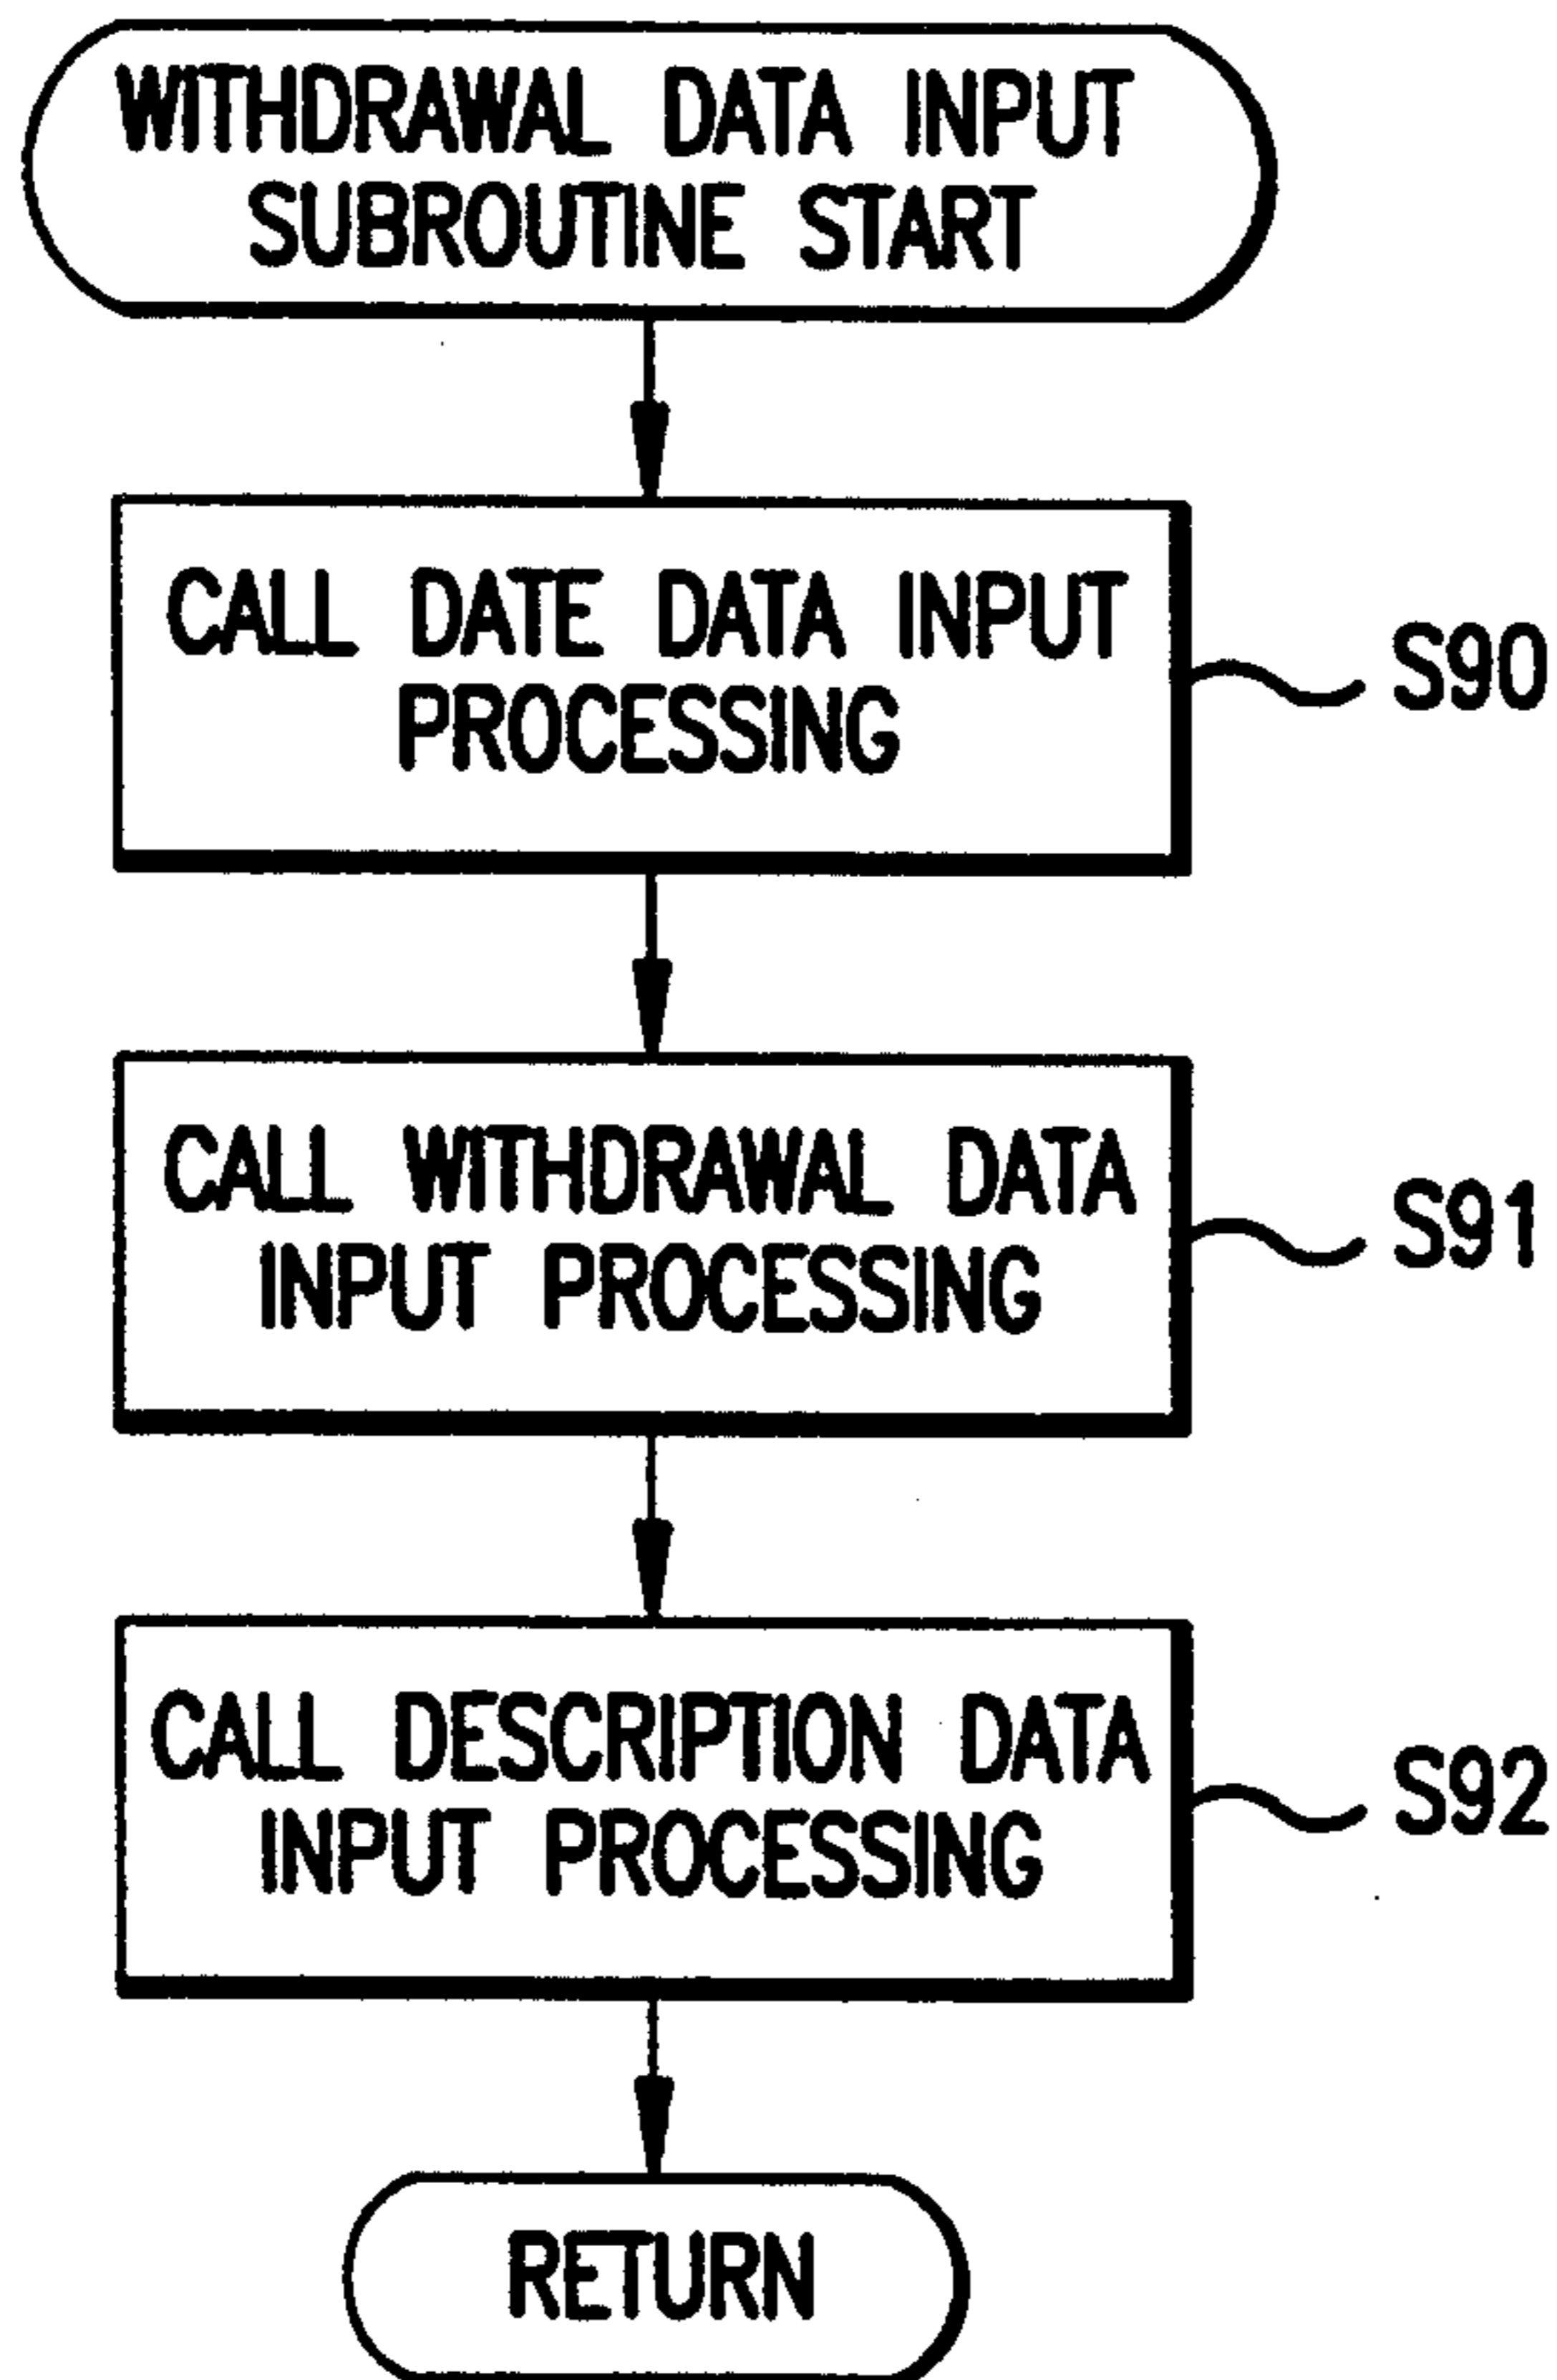 WITHDRAWAL DATA INPUT
SUBROUTINE START
CALL DATE DATA INPUT
PROCESSING
S90
CALL WITHDRAWAL DATA
INPUT PROCESSING
S91
CALL DESCRIPTION DATA
INPUT PROCESSING
S92
RETURN